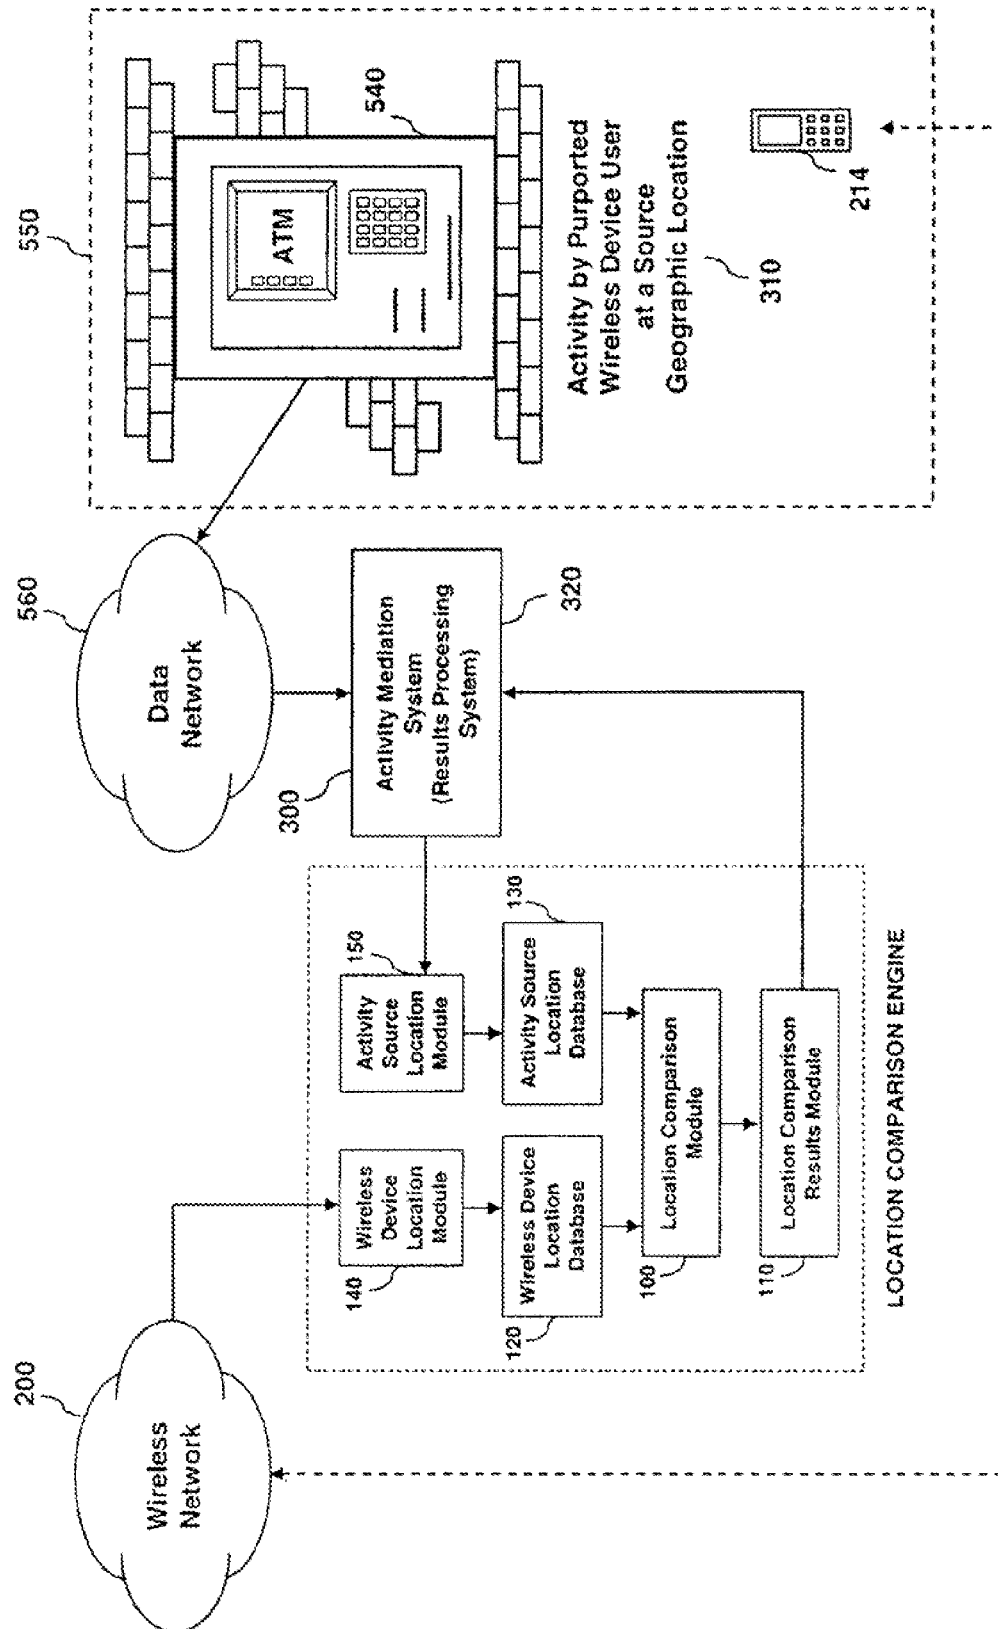 200
Wireless
Network
560
Data
Network
550
540
ATM
Activity by Purported
Wireless Device User
at a Source
Geographic Location
310
214
300
Activity Mediation
System
(Results Processing
System)
320
140
Wireless
Device
Location
Module
150
Activity
Source
Location
Module
120
Wireless Device
Location
Database
130
Activity Source
Location
Database
100
Location Comparison
Module
110
Location Comparison
Results Module
LOCATION COMPARISON ENGINE